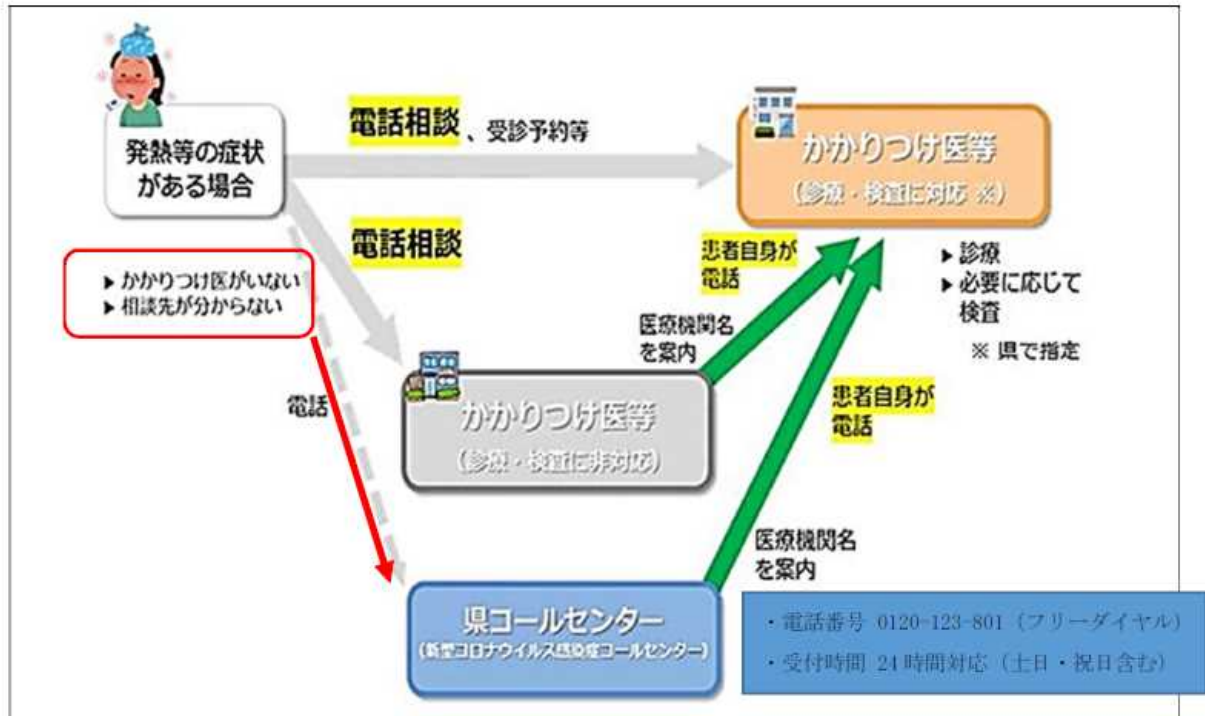 発熱等の症状
がある場合
電話相談、受診予約等
かかりつけ医等
(診療・検査に対応 ※)
電話相談
▶ かかりつけ医がいない
▶ 相談先が分からない
患者自身が
電話
▶ 診療
▶ 必要に応じて
検査
※ 県で指定
医療機関名
を案内
電話
かかりつけ医等
(診療・検査に非対応)
患者自身が
電話
医療機関名
を案内
県コールセンター
(新型コロナウイルス感染症コールセンター)
・電話番号 0120-123-801(フリーダイヤル)
・受付時間 24時間対応(土日・祝日含む)